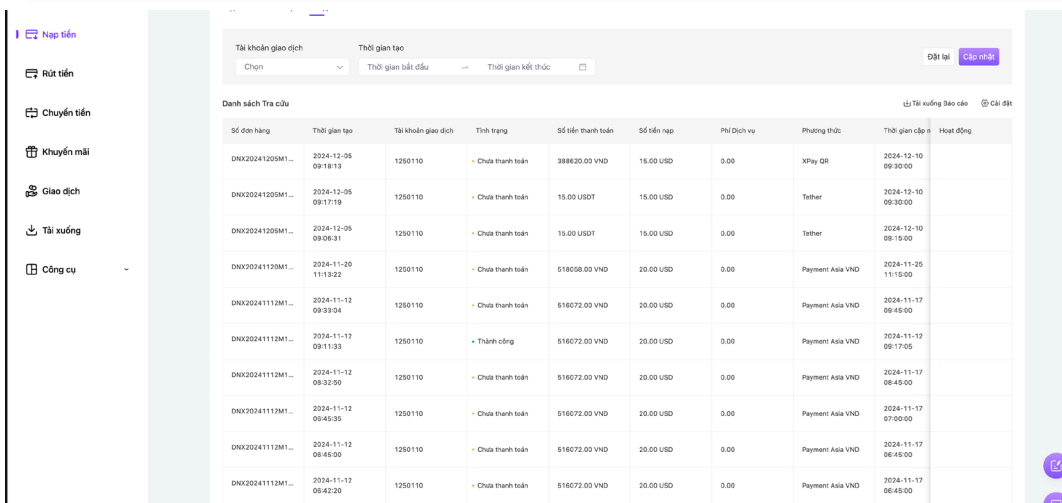 Nạp tiền
Rút tiền
Chuyển tiền
Khuyến mãi
Giao dịch
Tải xuống
Công cụ
Tài khoản giao dịch Thời gian tạo
Chọn Thời gian bắt đầu → Thời gian kết thúc Đặt lại Cập nhật
Danh sách Tra cứu Tải xuống Báo cáo Cài đặt
Số đơn hàng Thời gian tạo Tài khoản giao dịch Tình trạng Số tiền thanh toán Số tiền nạp Phí Dịch vụ Phương thức Thời gian cập n Hoạt động
DNX20241205M1... 2024-12-05 09:18:13 1250110 Chưa thanh toán 388620.00 VND 15.00 USD 0.00 XPay QR 2024-12-10 09:30:00
DNX20241205M1... 2024-12-05 09:17:19 1250110 Chưa thanh toán 15.00 USDT 15.00 USD 0.00 Tether 2024-12-10 09:30:00
DNX20241205M1... 2024-12-05 09:06:31 1250110 Chưa thanh toán 15.00 USDT 15.00 USD 0.00 Tether 2024-12-10 09:15:00
DNX20241120M1... 2024-11-20 11:13:22 1250110 Chưa thanh toán 518058.00 VND 20.00 USD 0.00 Payment Asia VND 2024-11-25 11:15:00
DNX20241112M1... 2024-11-12 09:33:04 1250110 Chưa thanh toán 516072.00 VND 20.00 USD 0.00 Payment Asia VND 2024-11-17 09:45:00
DNX20241112M1... 2024-11-12 09:11:33 1250110 Thành công 516072.00 VND 20.00 USD 0.00 Payment Asia VND 2024-11-12 09:17:05
DNX20241112M1... 2024-11-12 08:32:50 1250110 Chưa thanh toán 516072.00 VND 20.00 USD 0.00 Payment Asia VND 2024-11-17 08:45:00
DNX20241112M1... 2024-11-12 06:45:35 1250110 Chưa thanh toán 516072.00 VND 20.00 USD 0.00 Payment Asia VND 2024-11-17 07:00:00
DNX20241112M1... 2024-11-12 06:45:00 1250110 Chưa thanh toán 516072.00 VND 20.00 USD 0.00 Payment Asia VND 2024-11-17 06:45:00
DNX20241112M1... 2024-11-12 06:42:20 1250110 Chưa thanh toán 516072.00 VND 20.00 USD 0.00 Payment Asia VND 2024-11-17 06:45:00